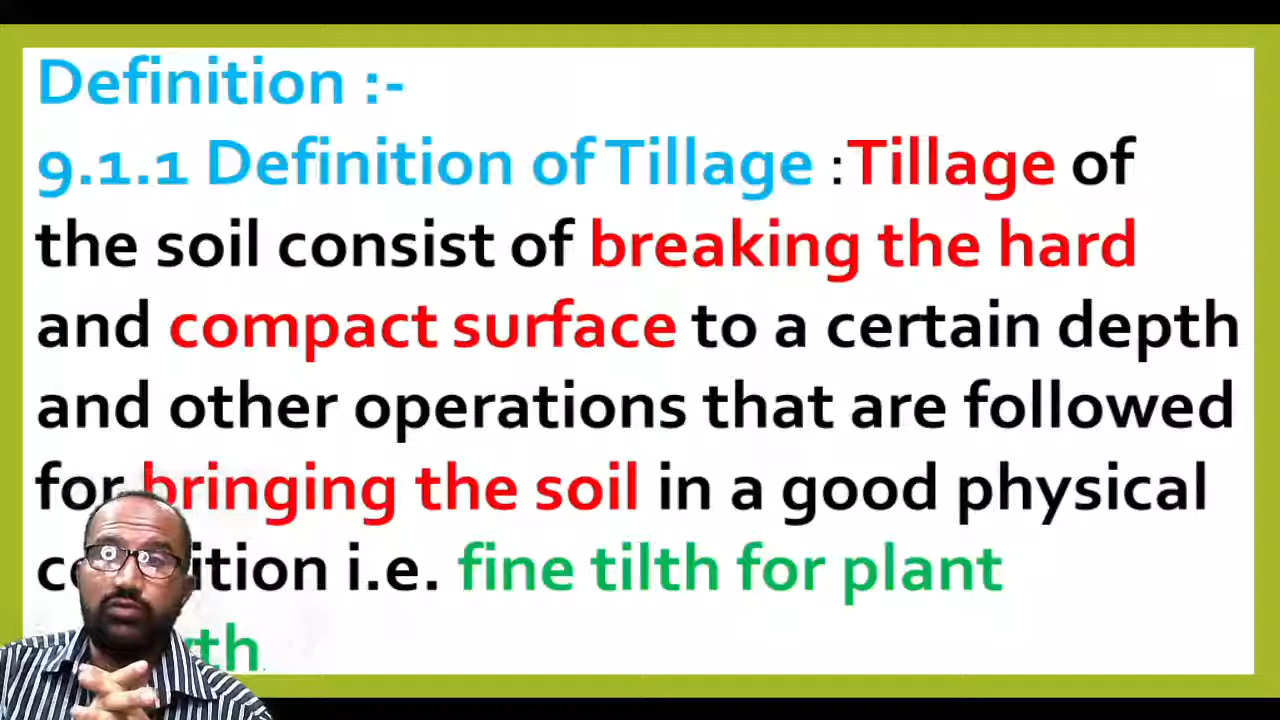 Definition :-
9.1.1 Definition of Tillage :Tillage of
the soil consist of breaking the hard
and compact surface to a certain depth
and other operations that are followed
for bringing the soil in a good physical
i.e. fine tilth for plant